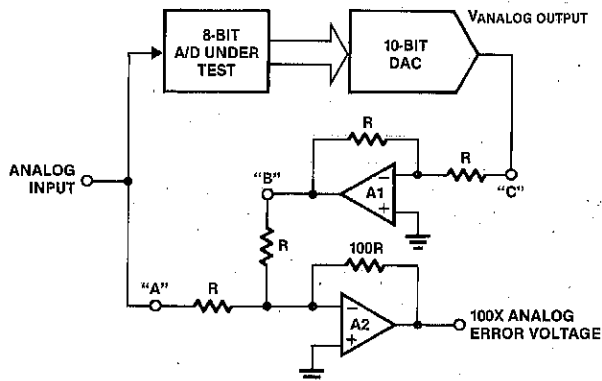 8-BIT
A/D UNDER
TEST
10-BIT
DAC
VANALOG OUTPUT
ANALOG
INPUT
R
R
"B"
A1
−
+
"C"
R
100R
"A"
R
A2
−
+
100X ANALOG
ERROR VOLTAGE